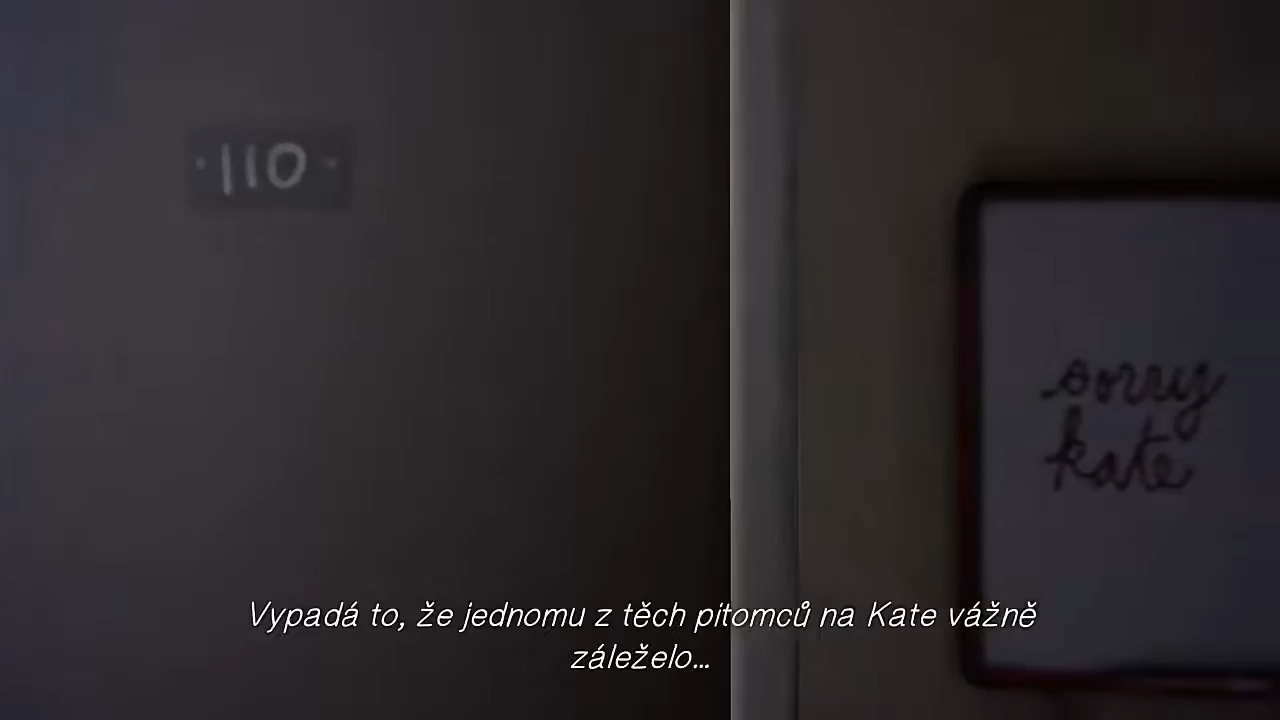 ·110·
sorry
kate
Vypadá to, že jednomu z těch pitomců na Kate vážně
záleželo...